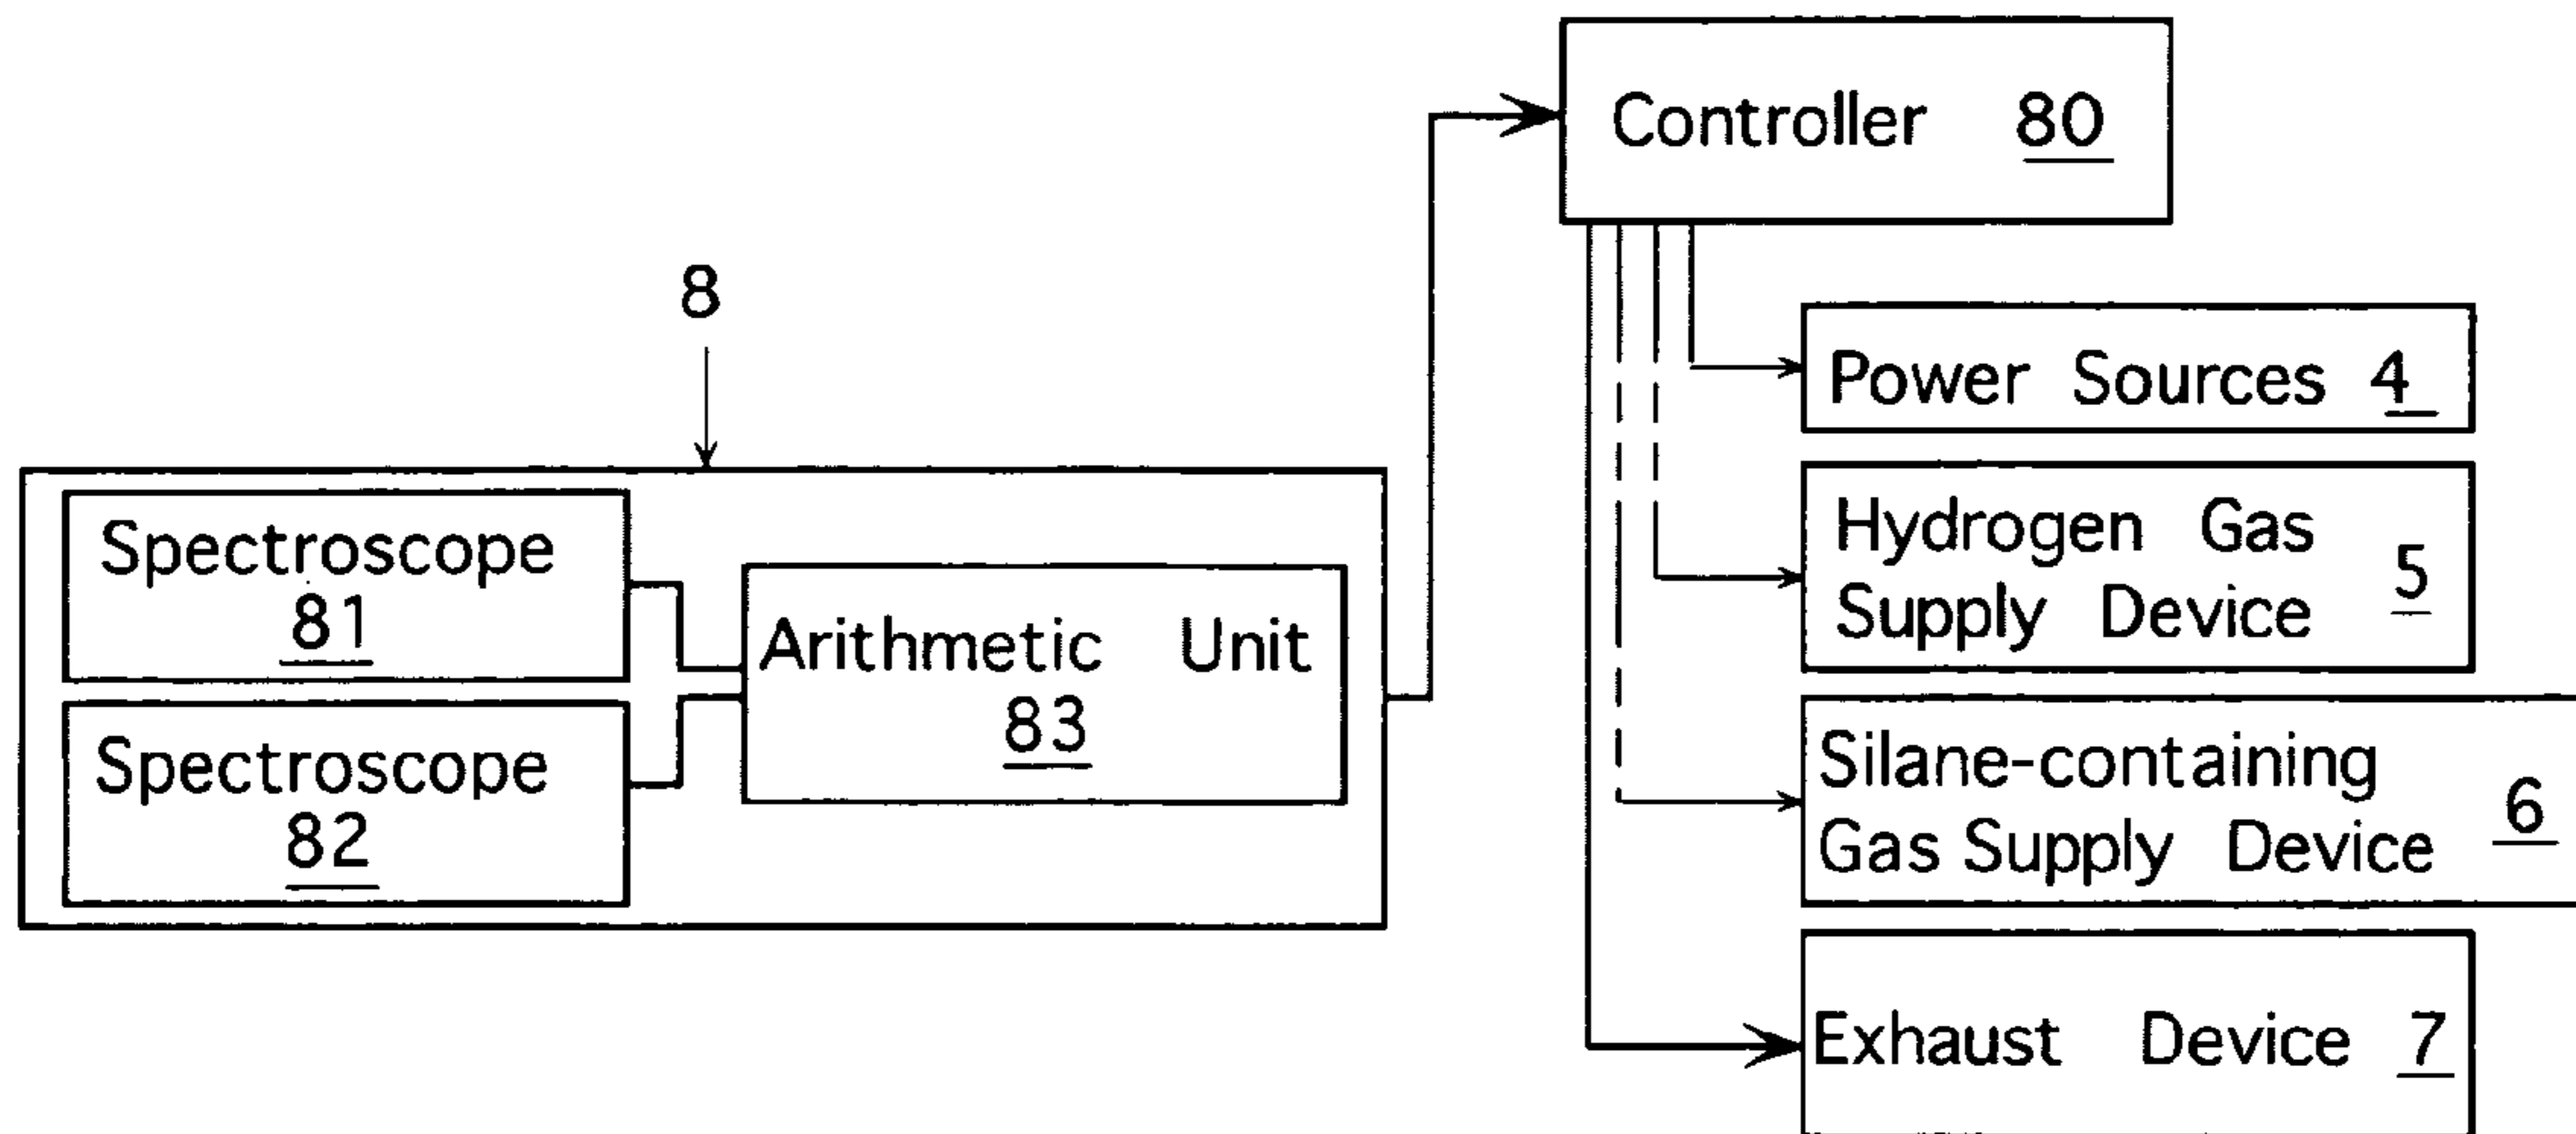 Controller 80
8
Power Sources 4
Spectroscope
81
Hydrogen Gas
Supply Device 5
Arithmetic Unit
83
Spectroscope
82
Silane-containing
Gas Supply Device 6
Exhaust Device 7